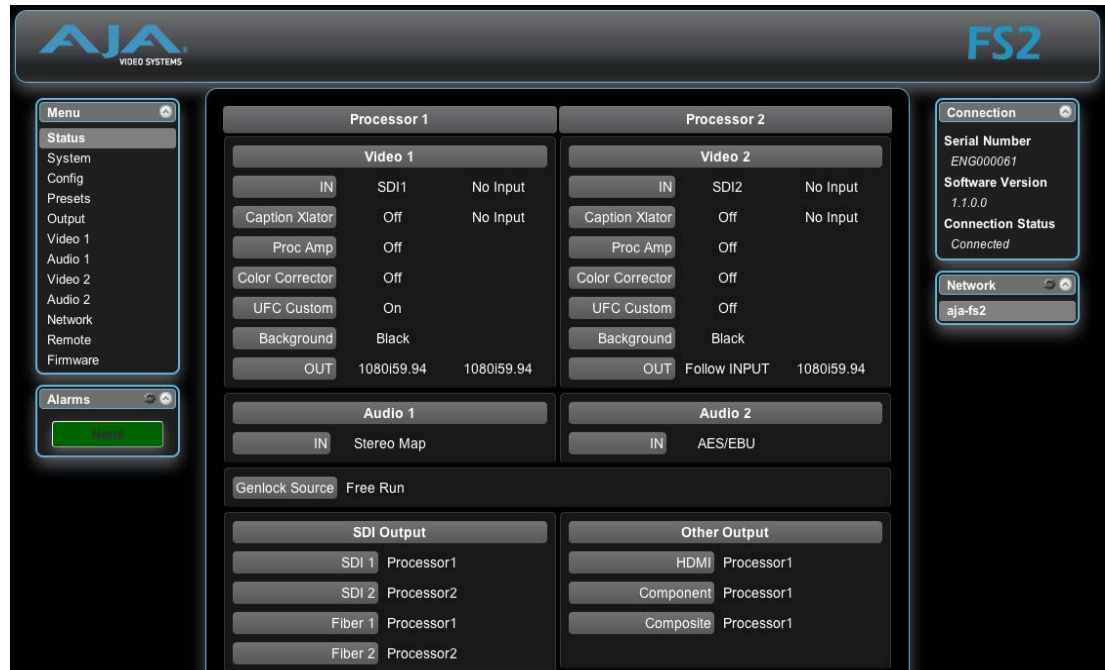 AJA
VIDEO SYSTEMS
FS2
Menu
Status
System
Config
Presets
Output
Video 1
Audio 1
Video 2
Audio 2
Network
Remote
Firmware
Alarms
None
Processor 1
Video 1
IN SDI1 No Input
Caption Xlator Off No Input
Proc Amp Off
Color Corrector Off
UFC Custom On
Background Black
OUT 1080i59.94 1080i59.94
Processor 2
Video 2
IN SDI2 No Input
Caption Xlator Off No Input
Proc Amp Off
Color Corrector Off
UFC Custom Off
Background Black
OUT Follow INPUT 1080i59.94
Audio 1
IN Stereo Map
Audio 2
IN AES/EBU
Genlock Source Free Run
SDI Output
SDI 1 Processor1
SDI 2 Processor2
Fiber 1 Processor1
Fiber 2 Processor2
Other Output
HDMI Processor1
Component Processor1
Composite Processor1
Connection
Serial Number
ENG000061
Software Version
1.1.0.0
Connection Status
Connected
Network
aja-fs2